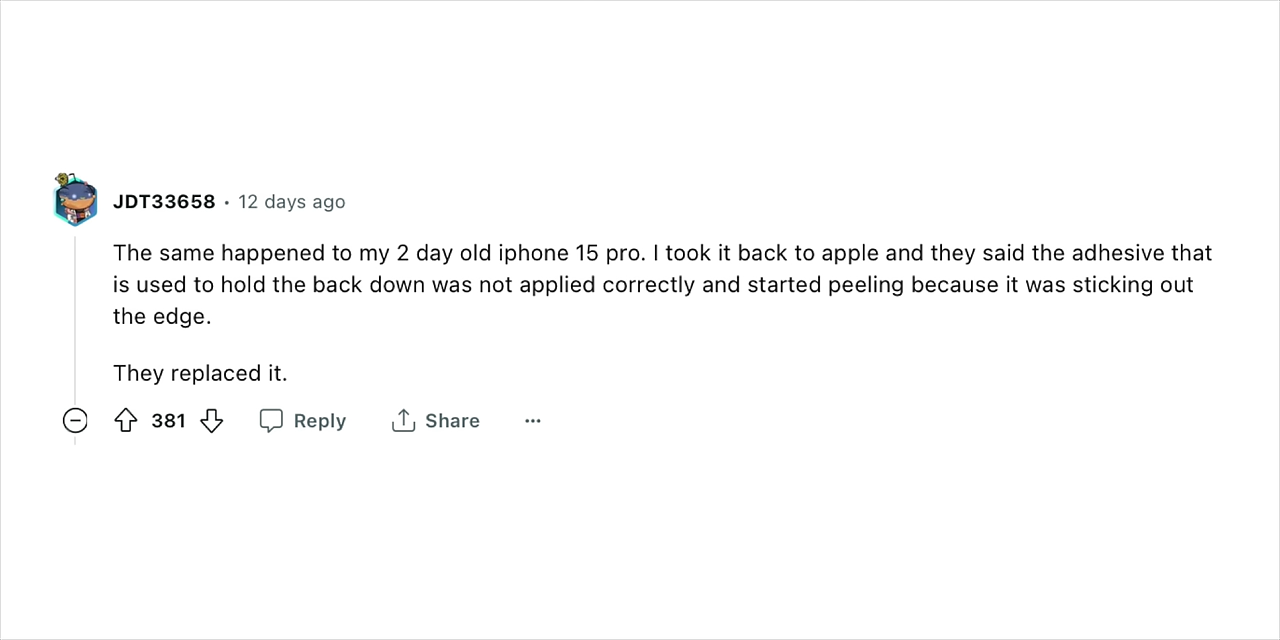 JDT33658 • 12 days ago
The same happened to my 2 day old iphone 15 pro. I took it back to apple and they said the adhesive that
is used to hold the back down was not applied correctly and started peeling because it was sticking out
the edge.
They replaced it.
381 Reply Share ...